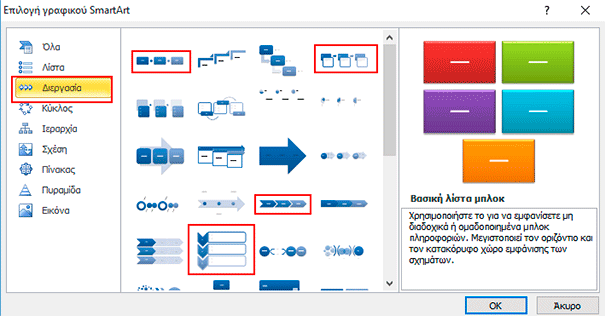 Επιλογή γραφικού SmartArt
?
Όλα
Λίστα
Διεργασία
Κύκλος
Ιεραρχία
Σχέση
Πίνακας
Πυραμίδα
Εικόνα
Βασική λίστα μπλοκ
Χρησιμοποιήστε το για να εμφανίσετε μη
διαδοχικά ή ομαδοποιημένα μπλοκ
πληροφοριών. Μεγιστοποιεί τον οριζόντιο και
τον κατακόρυφο χώρο εμφάνισης των
σχημάτων.
OK
Άκυρο